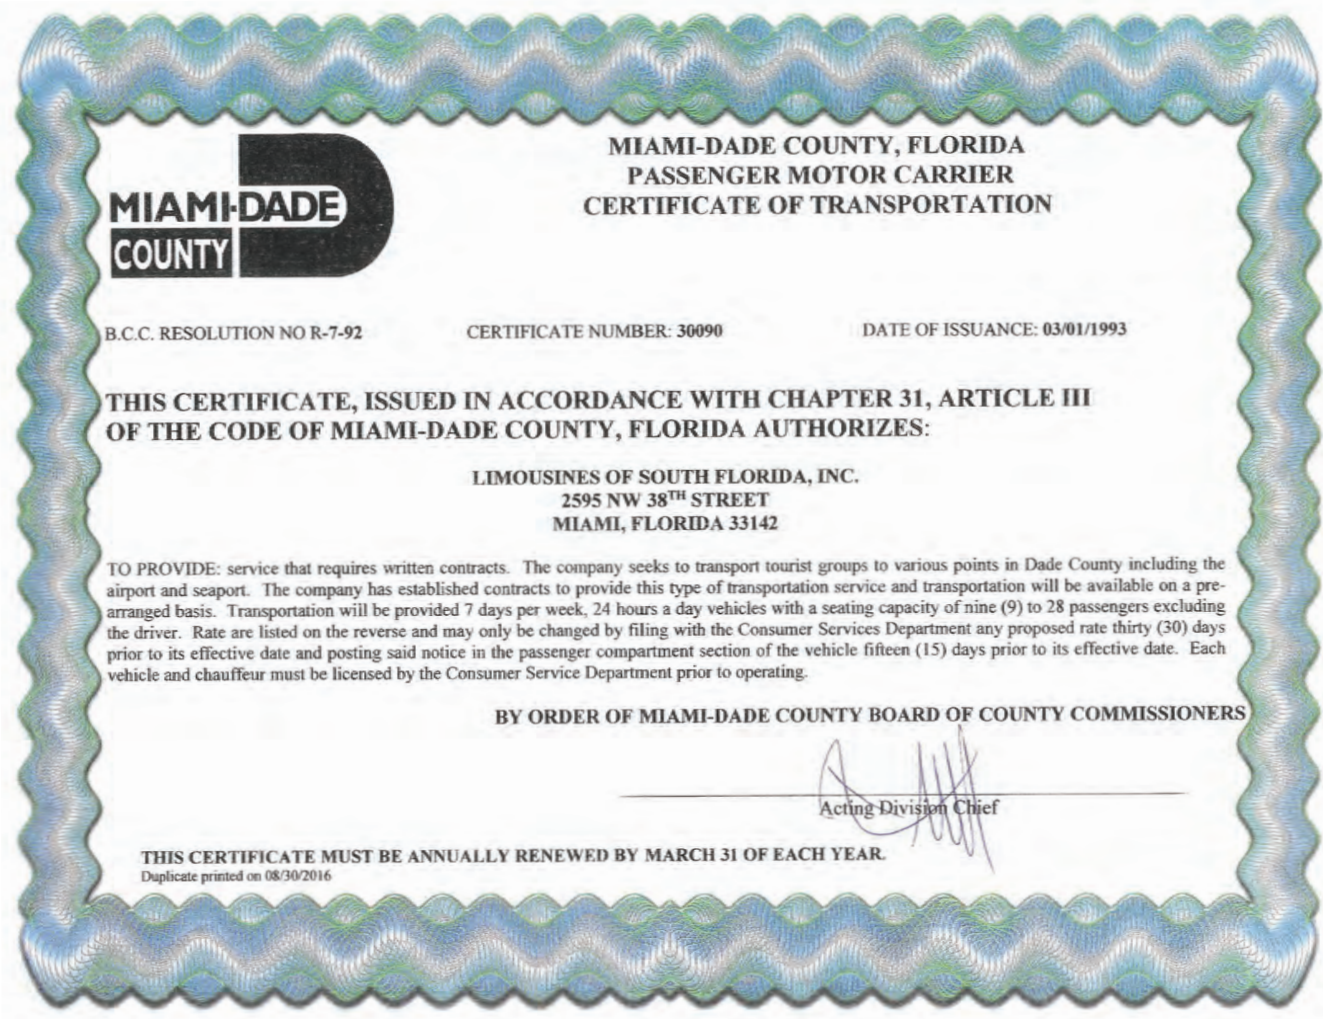 MIAMI-DADE COUNTY, FLORIDA
PASSENGER MOTOR CARRIER
CERTIFICATE OF TRANSPORTATION
MIAMI-DADE
COUNTY
B.C.C. RESOLUTION NO R-7-92 CERTIFICATE NUMBER: 30090 DATE OF ISSUANCE: 03/01/1993
THIS CERTIFICATE, ISSUED IN ACCORDANCE WITH CHAPTER 31, ARTICLE III
OF THE CODE OF MIAMI-DADE COUNTY, FLORIDA AUTHORIZES:
LIMOUSINES OF SOUTH FLORIDA, INC.
2595 NW 38TH STREET
MIAMI, FLORIDA 33142
TO PROVIDE: service that requires written contracts. The company seeks to transport tourist groups to various points in Dade County including the
airport and seaport. The company has established contracts to provide this type of transportation service and transportation will be available on a pre-
arranged basis. Transportation will be provided 7 days per week, 24 hours a day vehicles with a seating capacity of nine (9) to 28 passengers excluding
the driver. Rate are listed on the reverse and may only be changed by filing with the Consumer Services Department any proposed rate thirty (30) days
prior to its effective date and posting said notice in the passenger compartment section of the vehicle fifteen (15) days prior to its effective date. Each
vehicle and chauffeur must be licensed by the Consumer Service Department prior to operating.
BY ORDER OF MIAMI-DADE COUNTY BOARD OF COUNTY COMMISSIONERS
Acting Division Chief
THIS CERTIFICATE MUST BE ANNUALLY RENEWED BY MARCH 31 OF EACH YEAR.
Duplicate printed on 08/30/2016